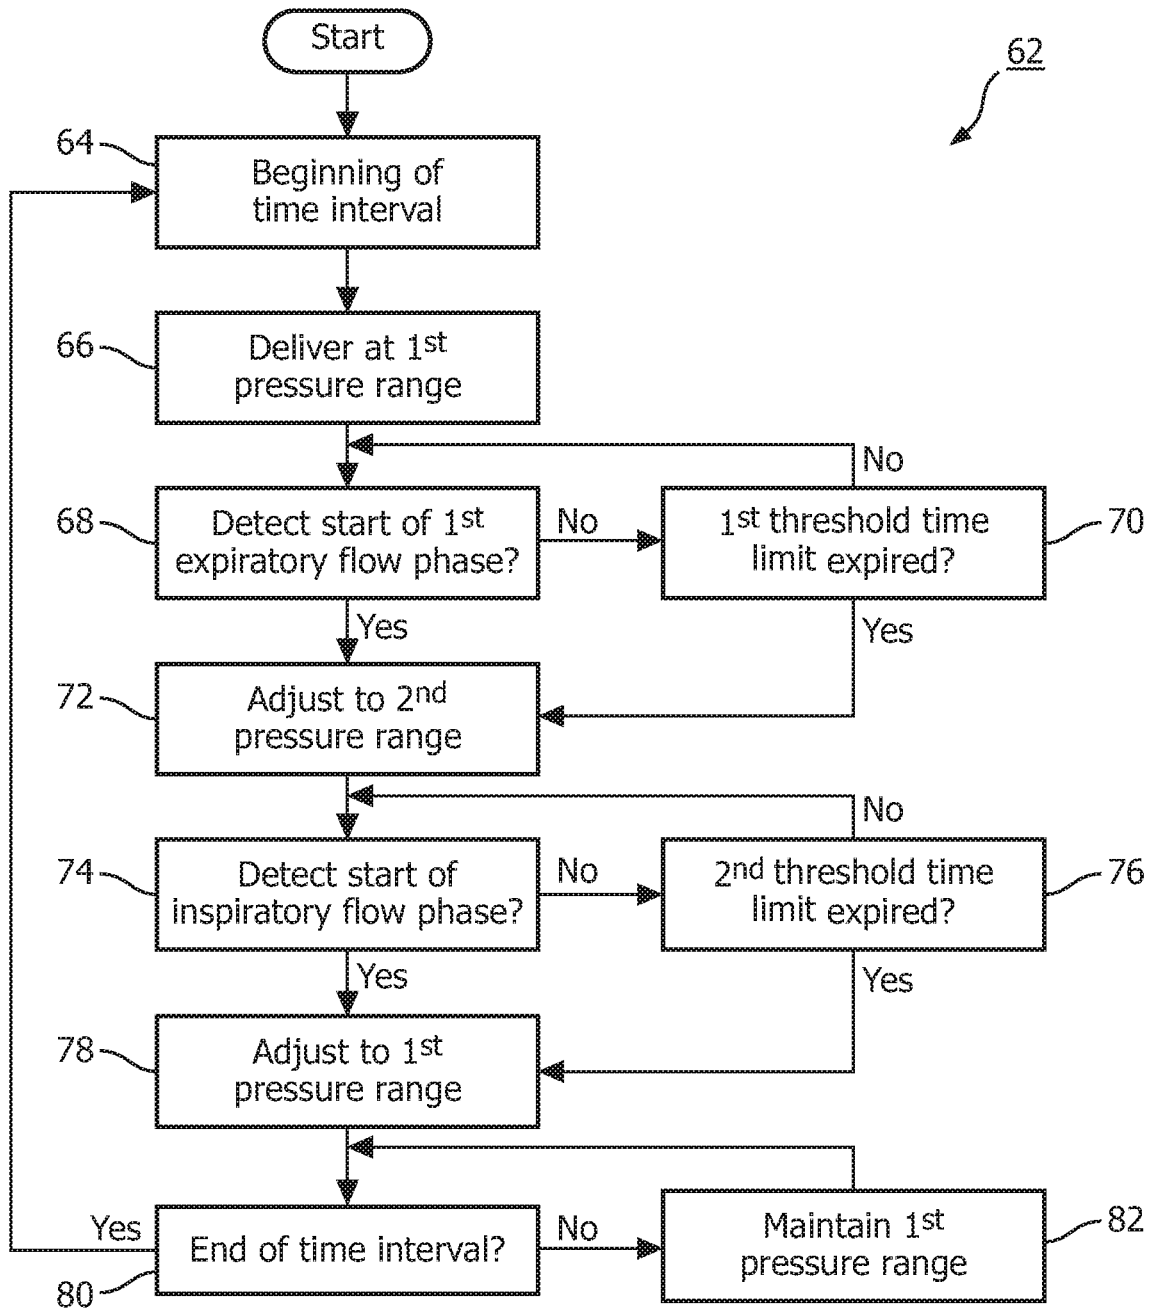 Start
62
64
Beginning of
time interval
66
Deliver at 1st
pressure range
No
68
Detect start of 1st
expiratory flow phase?
No
1st threshold time
limit expired?
70
Yes
Yes
72
Adjust to 2nd
pressure range
No
74
Detect start of
inspiratory flow phase?
No
2nd threshold time
limit expired?
76
Yes
Yes
78
Adjust to 1st
pressure range
Yes
End of time interval?
80
No
Maintain 1st
pressure range
82